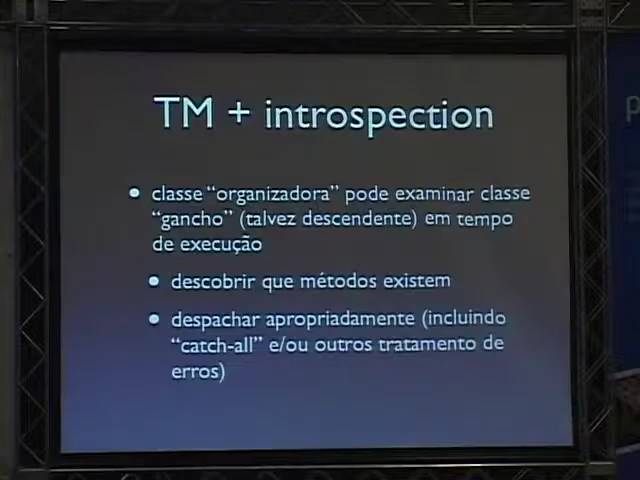 TM + introspection
• classe “organizadora” pode examinar classe
“gancho” (talvez descendente) em tempo
de execução
• descobrir que métodos existem
• despachar apropriadamente (incluindo
“catch-all” e/ou outros tratamento de
erros)